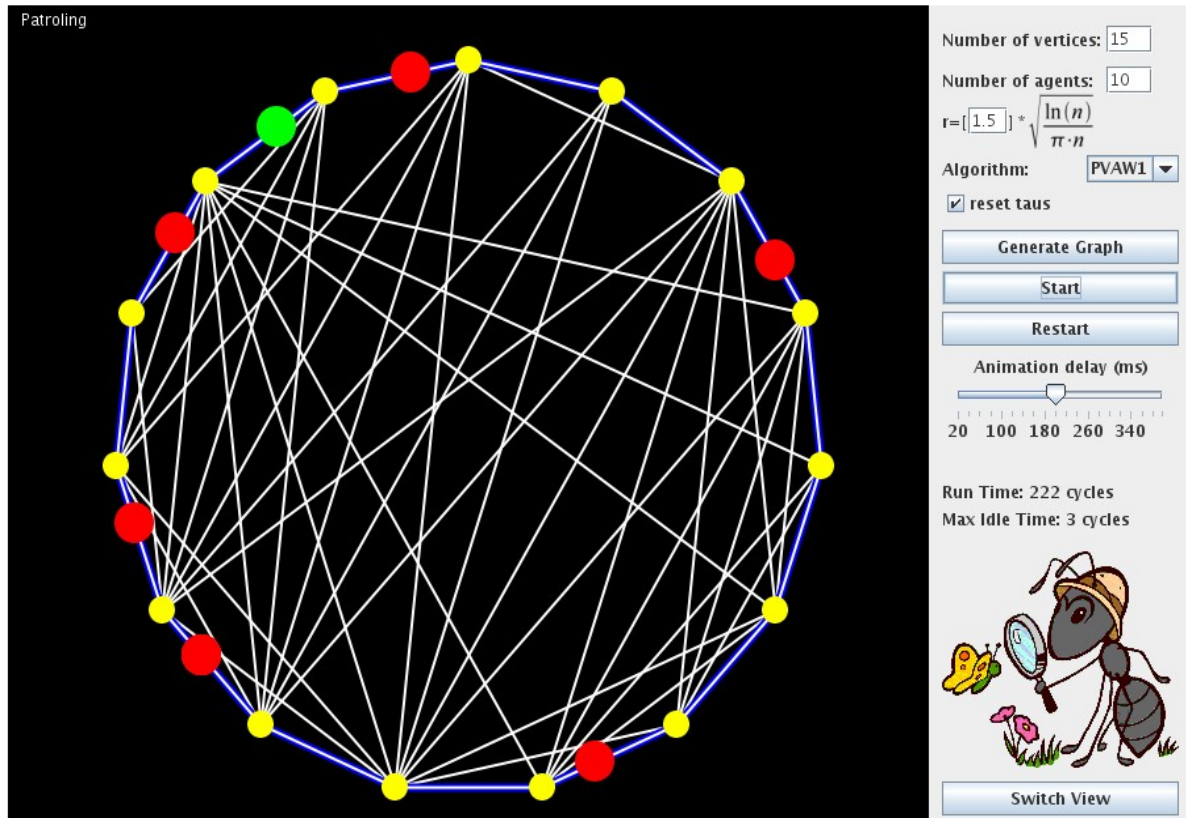 Patroling
Number of vertices: 15
Number of agents: 10
r=[ 1.5 ] * √(ln(n) / π·n)
Algorithm: PVAW1
reset taus
Generate Graph
Start
Restart
Animation delay (ms)
20 100 180 260 340
Run Time: 222 cycles
Max Idle Time: 3 cycles
Switch View